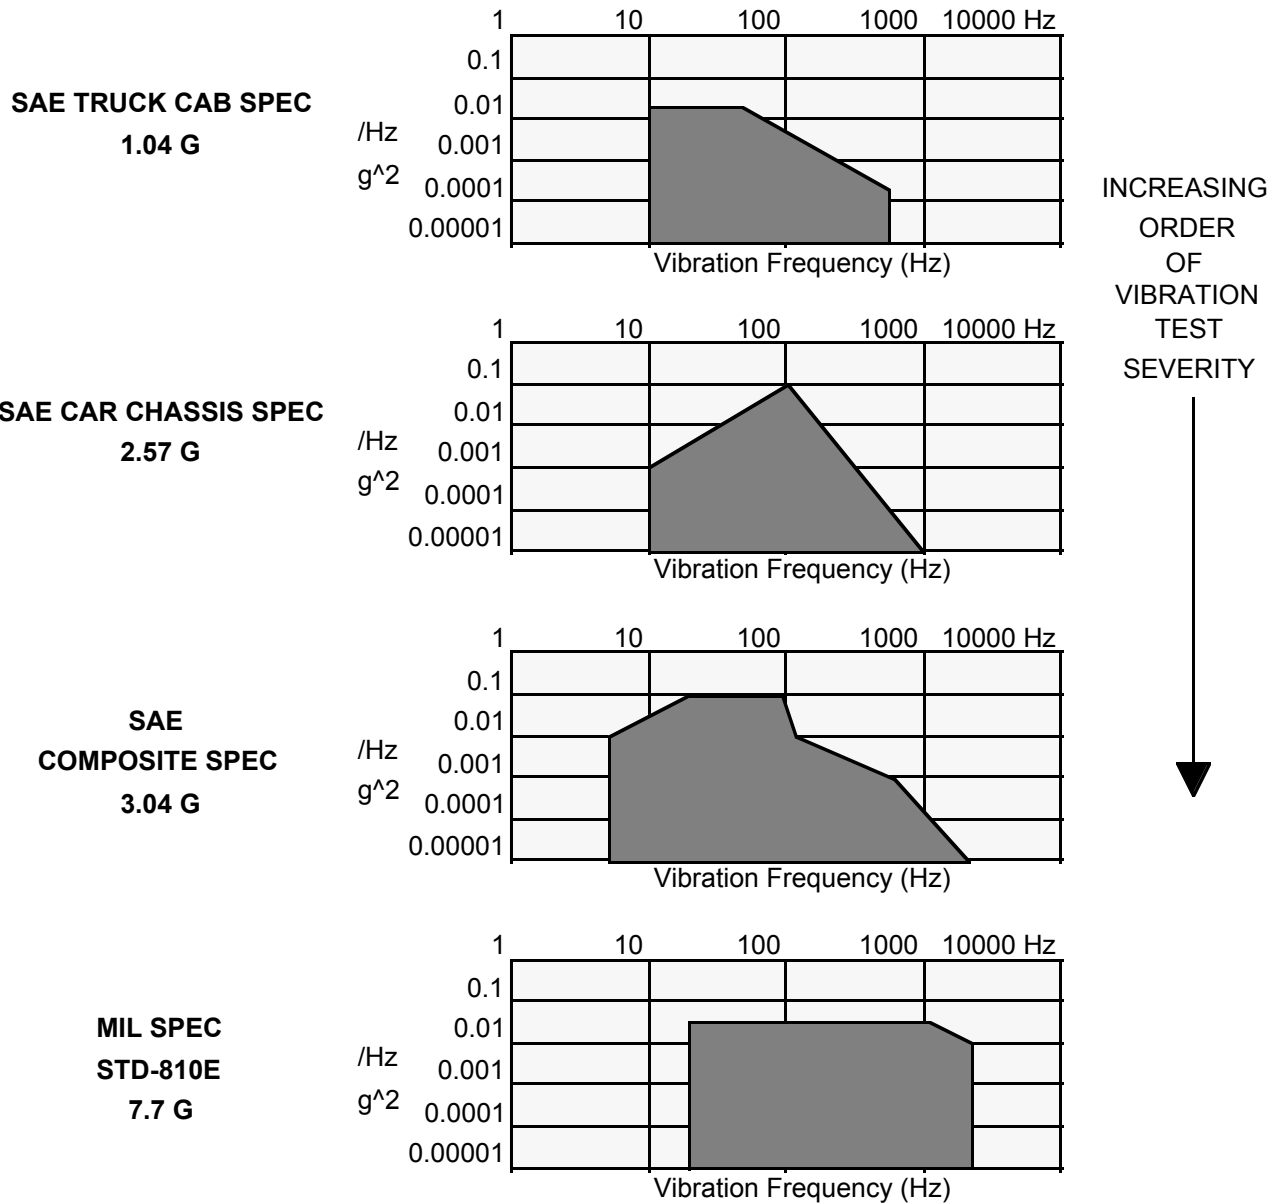 1 10 100 1000 10000 Hz
0.1
SAE TRUCK CAB SPEC
1.04 G
0.01
/Hz
0.001
g^2
0.0001
0.00001
Vibration Frequency (Hz)
INCREASING
ORDER
OF
VIBRATION
TEST
SEVERITY
1 10 100 1000 10000 Hz
0.1
SAE CAR CHASSIS SPEC
2.57 G
0.01
/Hz
0.001
g^2
0.0001
0.00001
Vibration Frequency (Hz)
1 10 100 1000 10000 Hz
0.1
SAE
COMPOSITE SPEC
3.04 G
0.01
/Hz
0.001
g^2
0.0001
0.00001
Vibration Frequency (Hz)
1 10 100 1000 10000 Hz
0.1
MIL SPEC
STD-810E
7.7 G
0.01
/Hz
0.001
g^2
0.0001
0.00001
Vibration Frequency (Hz)